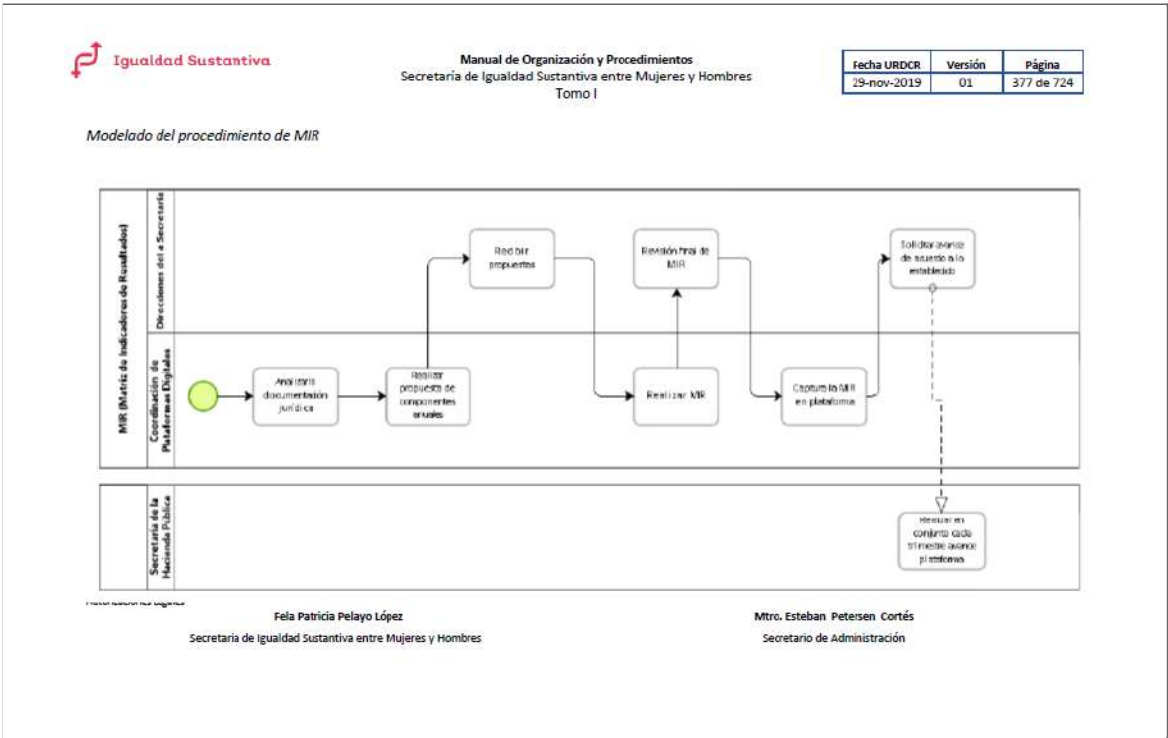 Igualdad Sustantiva
Manual de Organización y Procedimientos
Secretaría de Igualdad Sustantiva entre Mujeres y Hombres
Tomo I
Fecha URDCR Versión Página
29-nov-2019 01 377 de 724
Modelado del procedimiento de MIR
MIR (Matriz de Indicadores de Resultados)
Direcciones del a Secretaría
Recibir
propuestas
Revisión final de
MIR
Solicitar avance
de acuerdo a lo
establecido
Coordinación de
Plataformas Digitales
Analizar la
documentación
jurídica
Realizar
propuesta de
componentes
anuales
Realizar MIR
Captura la MIR
en plataforma
Secretaría de la
Hacienda Pública
en
conjunto cada
trimestre avance
plataforma
Autorizaciones Legales
Fela Patricia Pelayo López
Secretaria de Igualdad Sustantiva entre Mujeres y Hombres
Mtro. Esteban Petersen Cortés
Secretario de Administración